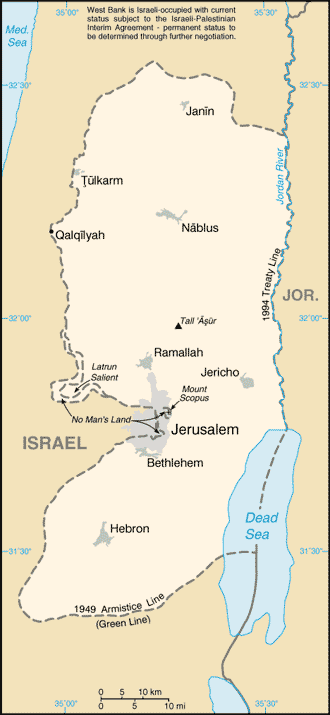 35°00'
35°30'
Med.
Sea
West Bank is Israeli-occupied with current
status subject to the Israeli-Palestinian
Interim Agreement - permanent status to
be determined through further negotiation.
32°30'
32°30'
Janīn
Jordan River
Ţūlkarm
Nāblus
Qalqīlyah
1994 Treaty Line
JOR.
32°00'
32°00'
Tall 'Āşūr
Ramallah
Latrun
Salient
Jericho
Mount
Scopus
No Man's Land
Jerusalem
ISRAEL
Bethlehem
Dead
Sea
Hebron
31°30'
31°30'
1949 Armistice Line
(Green Line)
0 5 10 km
0 5 10 mi
35°00'
35°30'